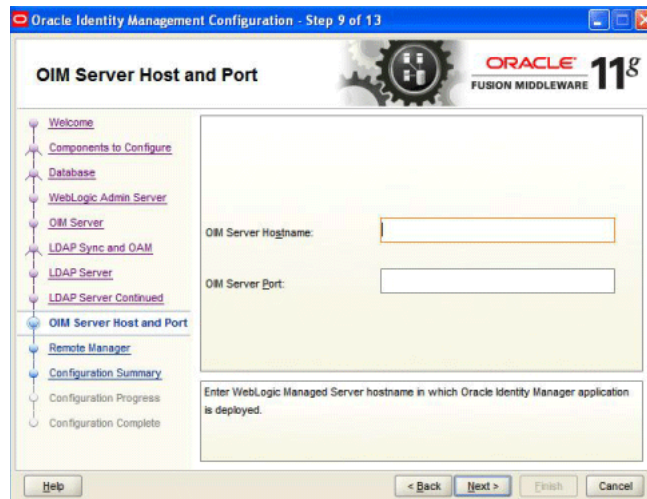 Oracle Identity Management Configuration - Step 9 of 13
OIM Server Host and Port
ORACLE
FUSION MIDDLEWARE 11g
Welcome
Components to Configure
Database
WebLogic Admin Server
OIM Server
LDAP Sync and OAM
LDAP Server
LDAP Server Continued
OIM Server Host and Port
Remote Manager
Configuration Summary
Configuration Progress
Configuration Complete
OIM Server Hostname:
OIM Server Port:
Enter WebLogic Managed Server hostname in which Oracle Identity Manager application
is deployed.
Help
< Back
Next >
Finish
Cancel